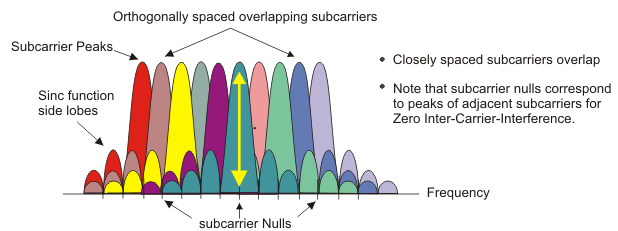 Orthogonally spaced overlapping subcarriers
Subcarrier Peaks
Sinc function
side lobes
• Closely spaced subcarriers overlap
• Note that subcarrier nulls correspond
to peaks of adjacent subcarriers for
Zero Inter-Carrier-Interference.
Frequency
subcarrier Nulls